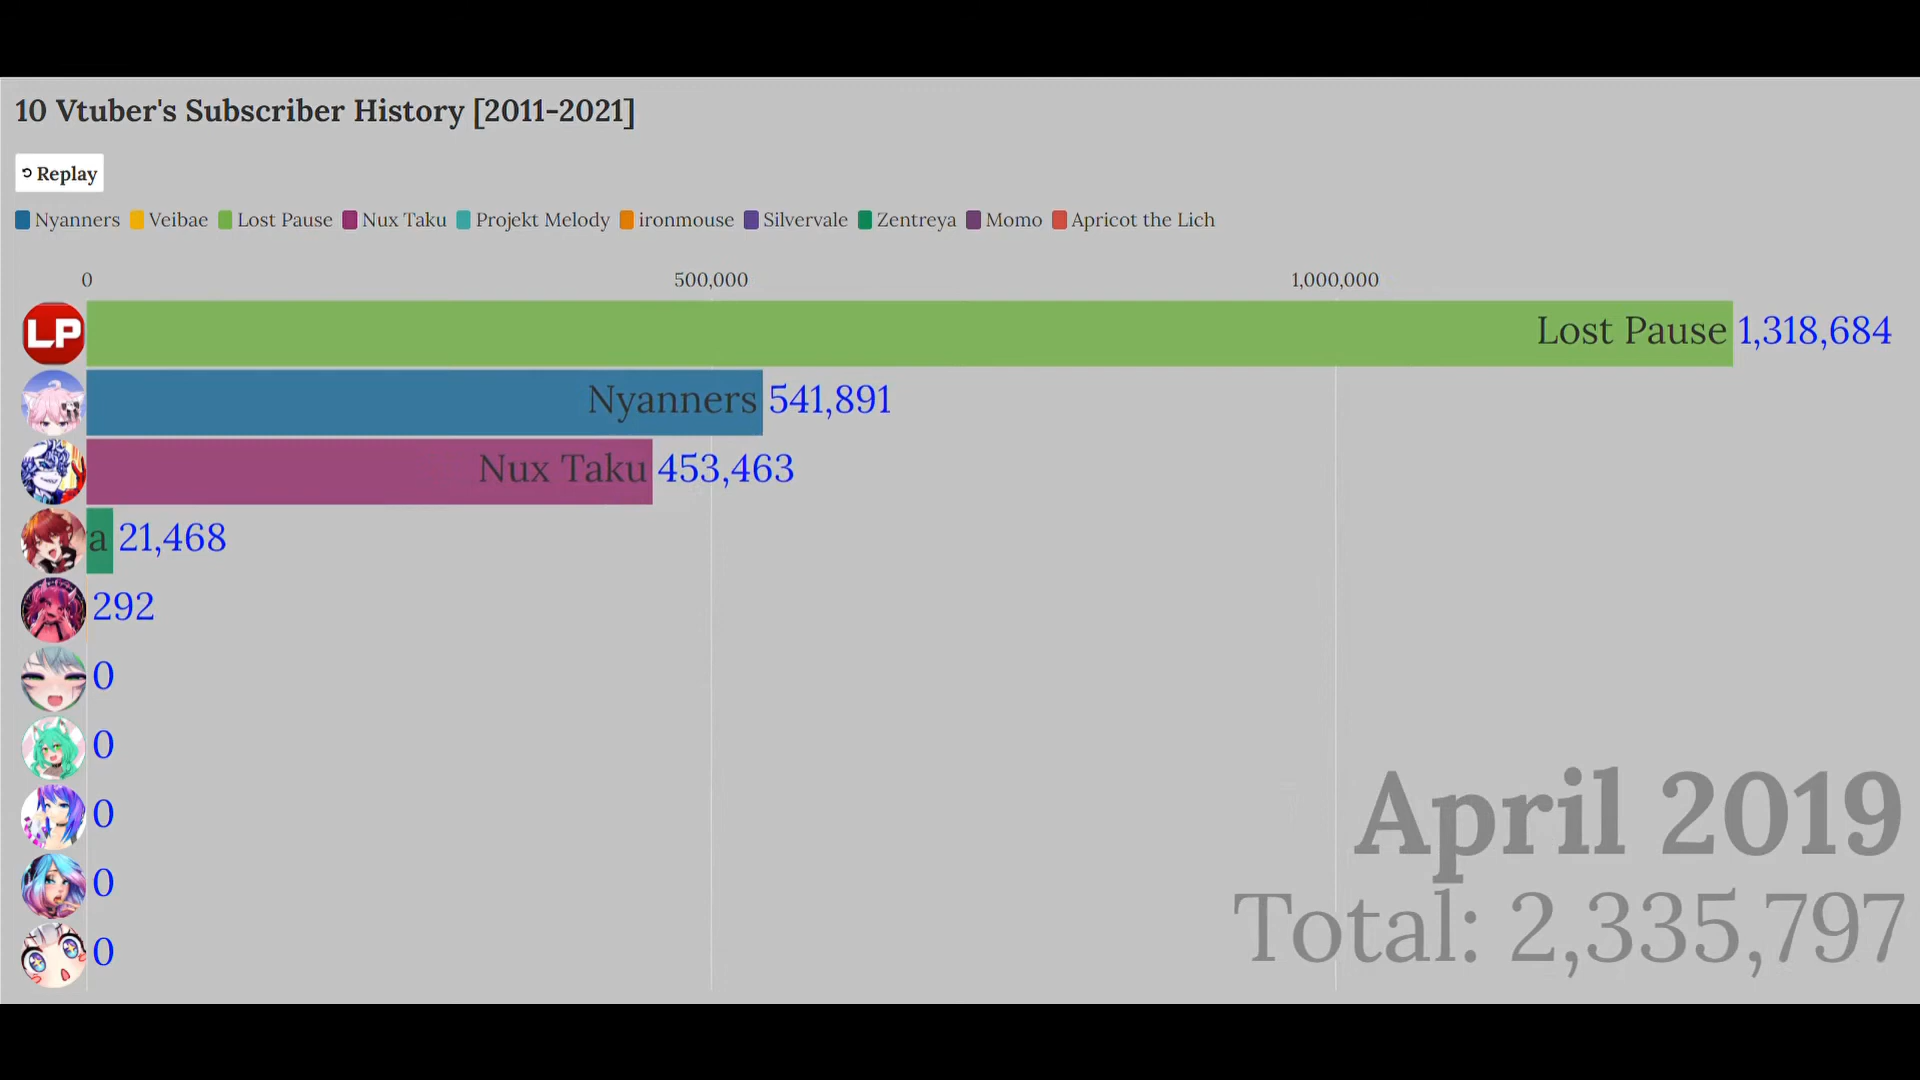 10 Vtuber's Subscriber History [2011-2021]
Replay
Nyanners Veibae Lost Pause Nux Taku Projekt Melody ironmouse Silvervale Zentreya Momo Apricot the Lich
0 500,000 1,000,000
LP Lost Pause 1,318,684
Nyanners 541,891
Nux Taku 453,463
a 21,468
292
0
0
0
0
0
April 2019
Total: 2,335,797